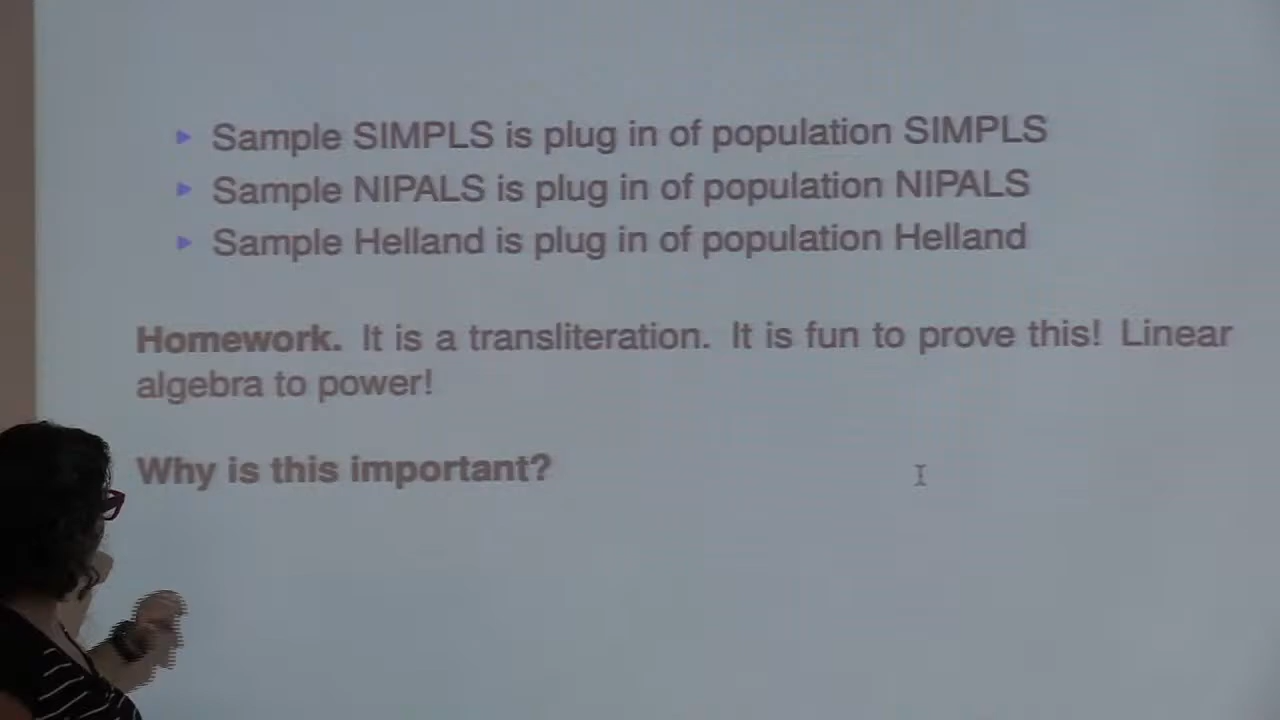 Sample SIMPLS is plug in of population SIMPLS
Sample NIPALS is plug in of population NIPALS
Sample Helland is plug in of population Helland
Homework. It is a transliteration. It is fun to prove this! Linear
algebra to power!
Why is this important?